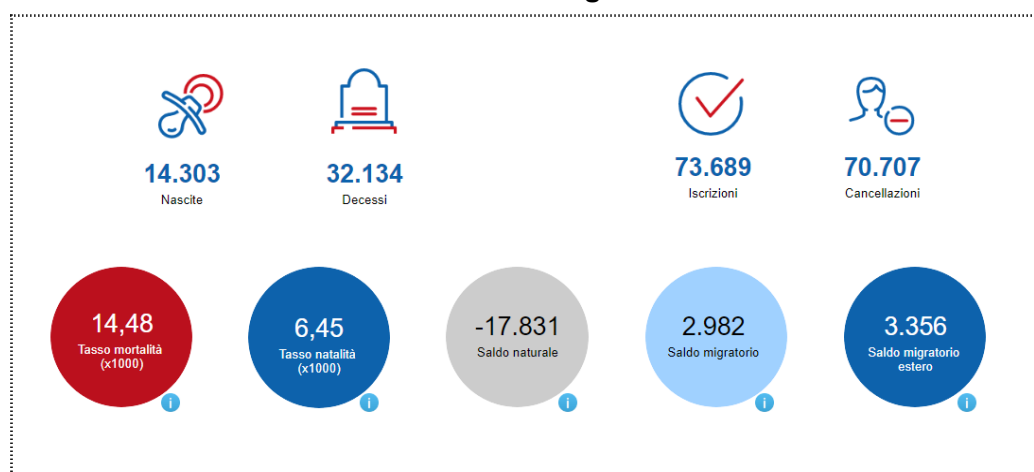 14.303
Nascite
32.134
Decessi
73.689
Iscrizioni
70.707
Cancellazioni
14,48
Tasso mortalità
(x1000)
6,45
Tasso natalità
(x1000)
-17.831
Saldo naturale
2.982
Saldo migratorio
3.356
Saldo migratorio
estero
i
i
i
i
i